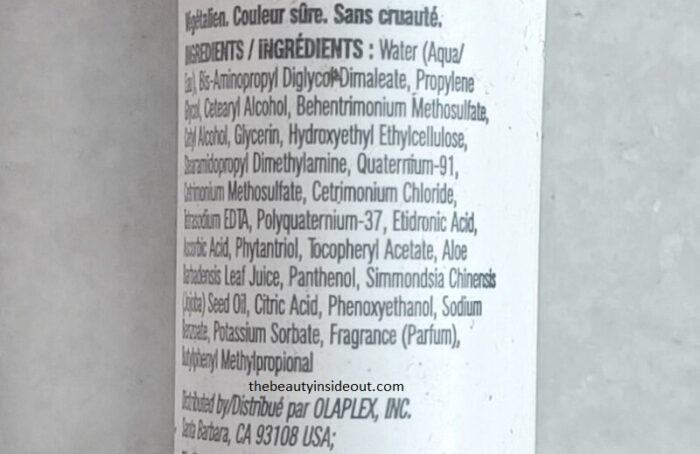 Végétalien. Couleur sûre. Sans cruauté.
INGREDIENTS / INGRÉDIENTS : Water (Aqua/
Eau), Bis-Aminopropyl Diglycol Dimaleate, Propylene
Glycol, Cetearyl Alcohol, Behentrimonium Methosulfate,
Cetyl Alcohol, Glycerin, Hydroxyethyl Ethylcellulose,
Stearamidopropyl Dimethylamine, Quaternium-91,
Cetrimonium Methosulfate, Cetrimonium Chloride,
Tetrasodium EDTA, Polyquaternium-37, Etidronic Acid,
Ascorbic Acid, Phytantriol, Tocopheryl Acetate, Aloe
Barbadensis Leaf Juice, Panthenol, Simmondsia Chinensis
(Jojoba) Seed Oil, Citric Acid, Phenoxyethanol, Sodium
Benzoate, Potassium Sorbate, Fragrance (Parfum),
Butylphenyl Methylpropional
thebeautyinsideout.com
Distributed by/Distribué par OLAPLEX, INC.
Santa Barbara, CA 93108 USA;